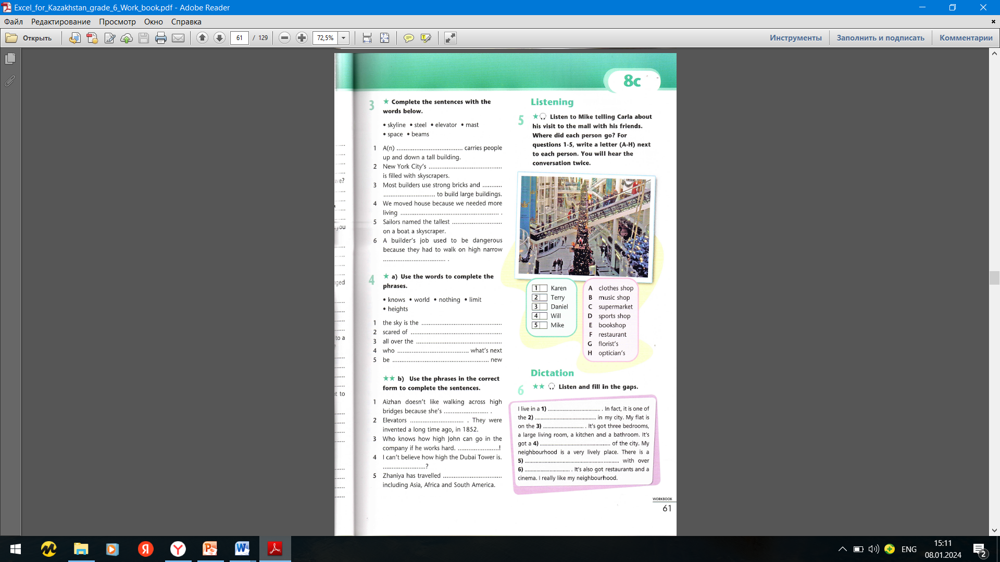 Excel_for_Kazakhstan_grade_6_Work_book.pdf - Adobe Reader
Файл Редактирование Просмотр Окно Справка
Открыть 61 / 129 72,5% Инструменты Заполнить и подписать Комментарии
8c
3 ★ Complete the sentences with the
words below.
• skyline • steel • elevator • mast
• space • beams
1 A(n) .................................... carries people
up and down a tall building.
2 New York City's ........................................
is filled with skyscrapers.
3 Most builders use strong bricks and ...........
............................. to build large buildings.
4 We moved house because we needed more
living ....................................................... .
5 Sailors named the tallest ............................
on a boat a skyscraper.
6 A builder's job used to be dangerous
because they had to walk on high narrow
................................... .
4 ★ a) Use the words to complete the
phrases.
• knows • world • nothing • limit
• heights
1 the sky is the .............................................
2 scared of ...................................................
3 all over the ................................................
4 who ........................................ what's next
5 be ...................................................... new
★★ b) Use the phrases in the correct
form to complete the sentences.
1 Aizhan doesn't like walking across high
bridges because she's ......................... .
2 Elevators .............................. . They were
invented a long time ago, in 1852.
3 Who knows how high John can go in the
company if he works hard. .......................!
4 I can't believe how high the Dubai Tower is.
........................?
5 Zhaniya has travelled .................................
including Asia, Africa and South America.
Listening
5 ★ Listen to Mike telling Carla about
his visit to the mall with his friends.
Where did each person go? For
questions 1-5, write a letter (A-H) next
to each person. You will hear the
conversation twice.
1 Karen
2 Terry
3 Daniel
4 Will
5 Mike
A clothes shop
B music shop
C supermarket
D sports shop
E bookshop
F restaurant
G florist's
H optician's
Dictation
6 ★★ Listen and fill in the gaps.
I live in a 1) .................................. . In fact, it is one of
the 2) ....................................... in my city. My flat is
on the 3) .......................... . It's got three bedrooms,
a large living room, a kitchen and a bathroom. It's
got a 4) ............................................. of the city. My
neighbourhood is a very lively place. There is a
5) ............................................................. with over
6) ............................. . It's also got restaurants and a
cinema. I really like my neighbourhood.
WORKBOOK
61
ve?
you
ged
to a
t to
ENG
15:11
08.01.2024
2